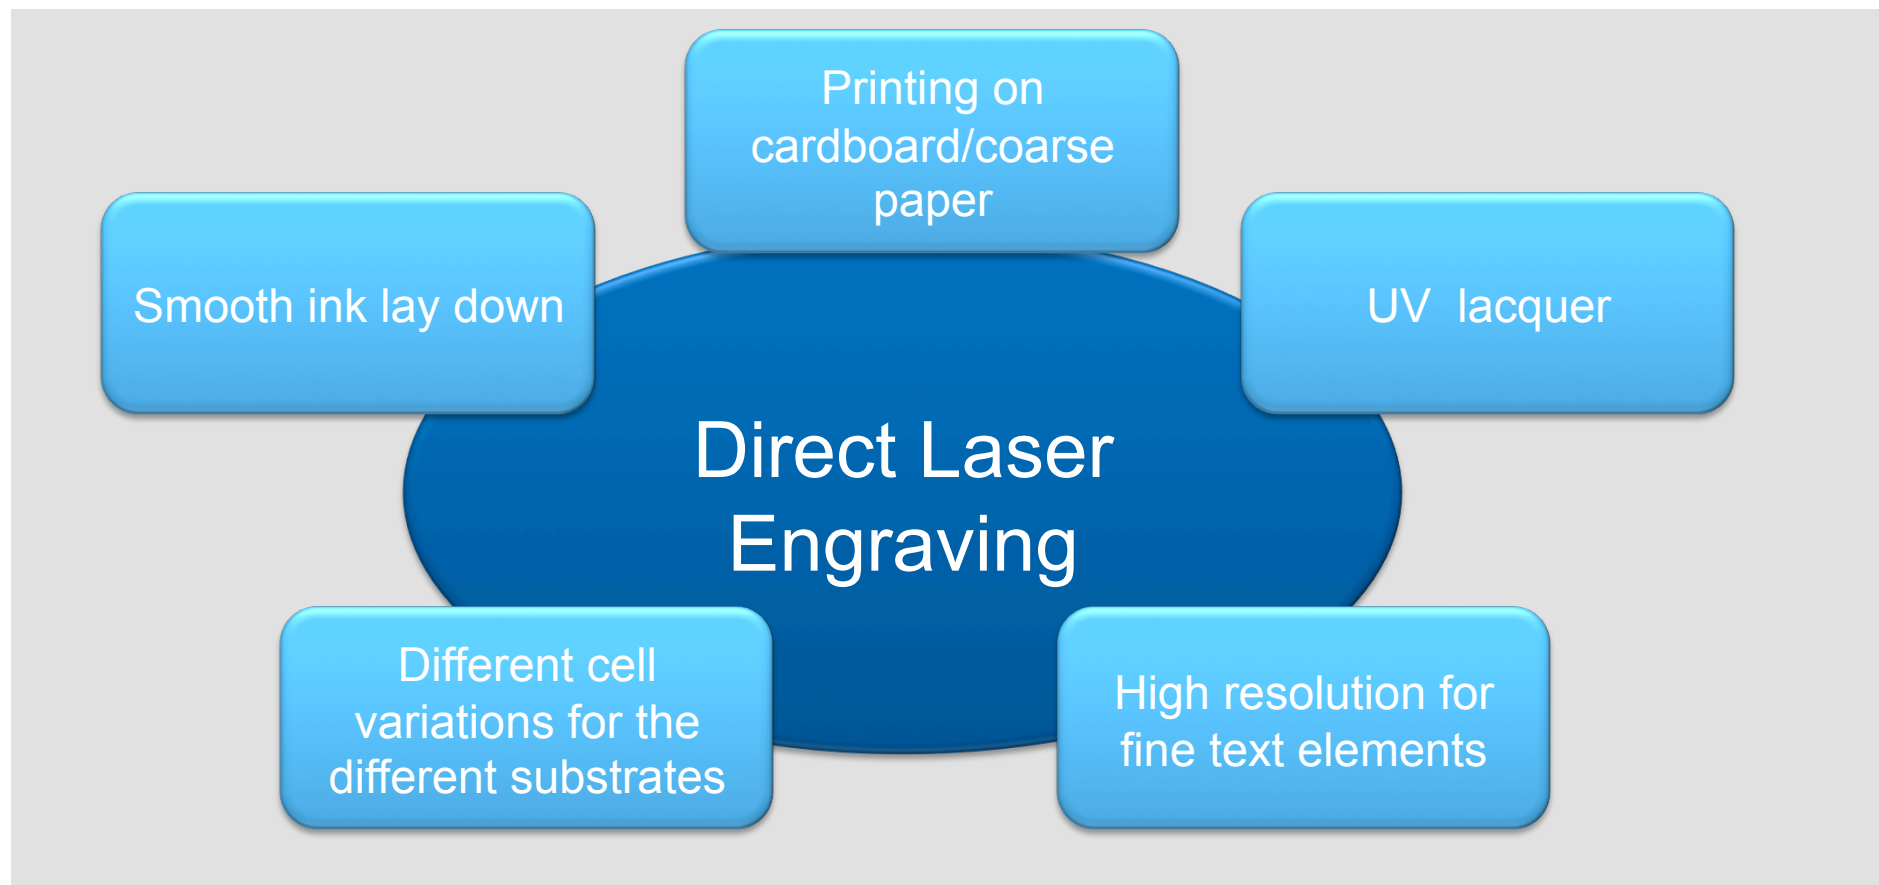 Printing on
cardboard/coarse
paper
Smooth ink lay down
UV  lacquer
Direct Laser
Engraving
Different cell
variations for the
different substrates
High resolution for
fine text elements